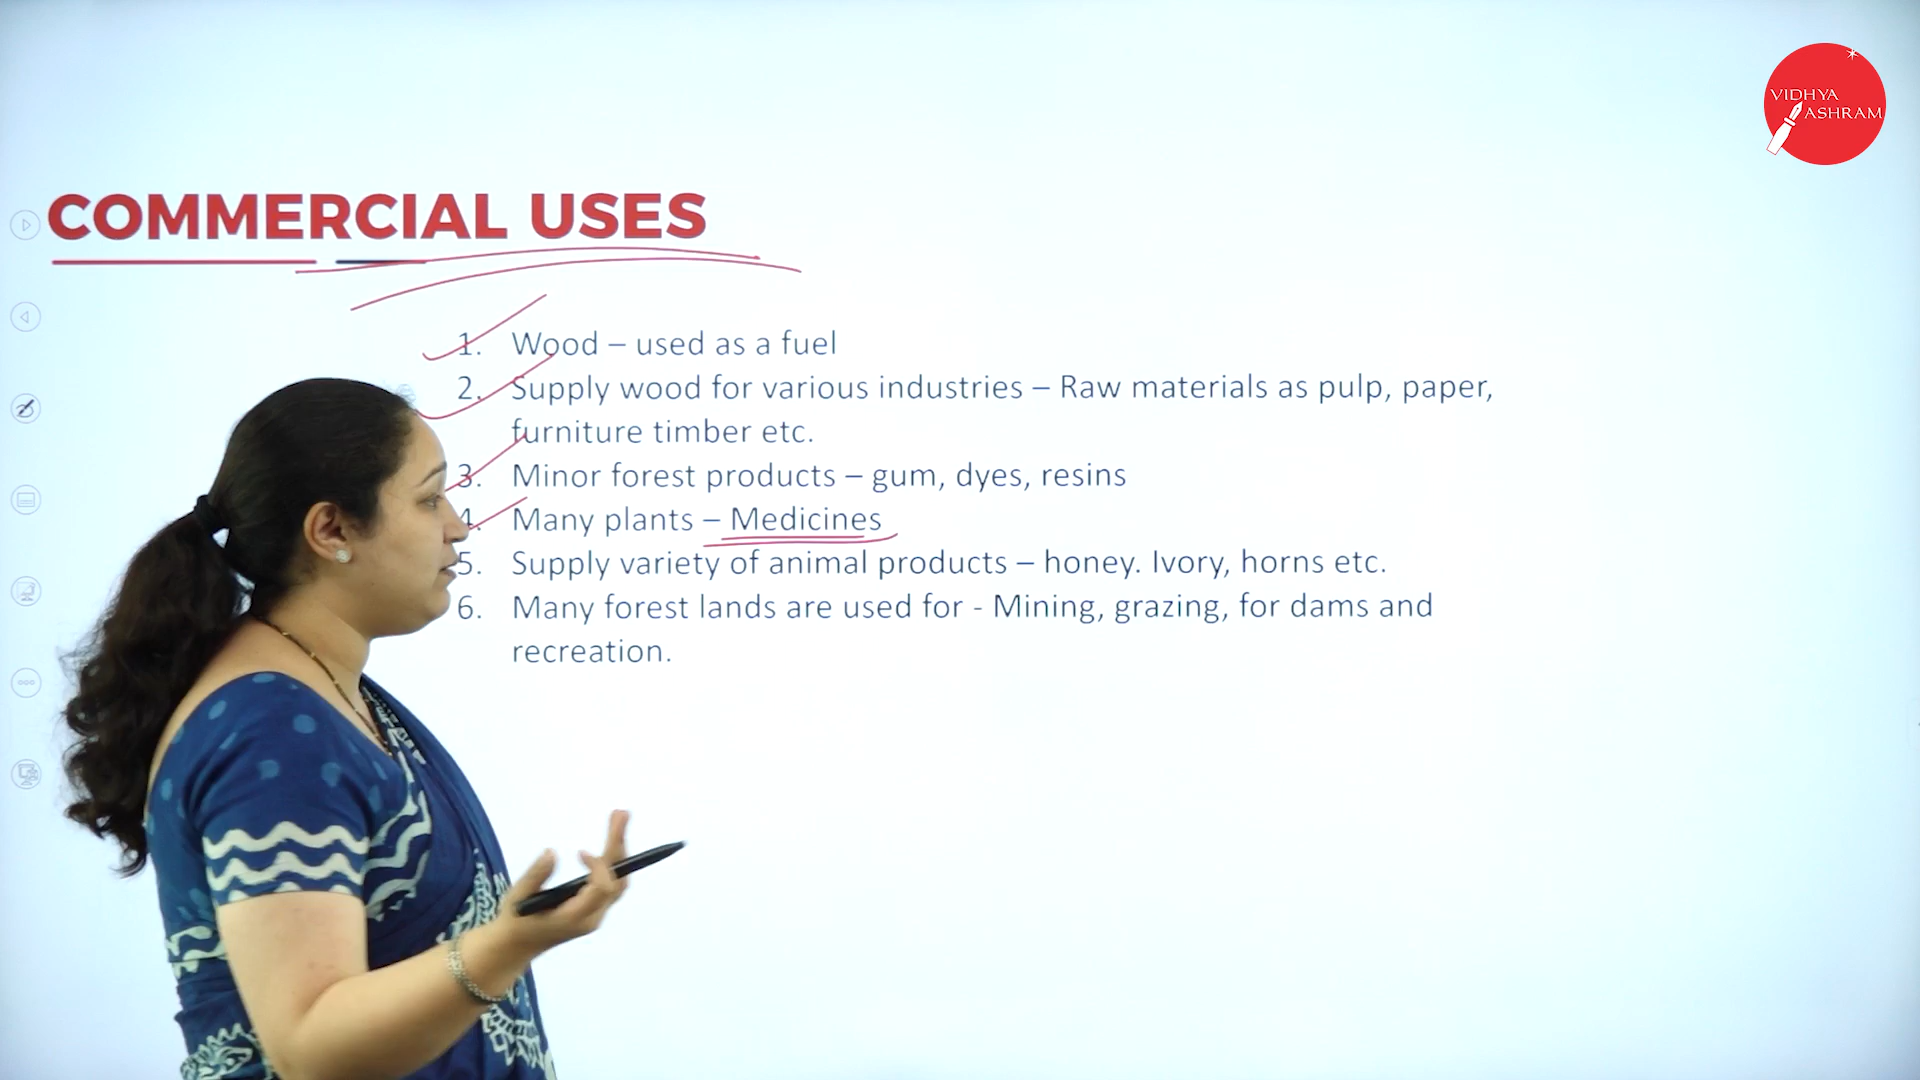 VIDHYA
ASHRAM
COMMERCIAL USES
1. Wood – used as a fuel
2. Supply wood for various industries – Raw materials as pulp, paper,
furniture timber etc.
3. Minor forest products – gum, dyes, resins
4. Many plants – Medicines
5. Supply variety of animal products – honey. Ivory, horns etc.
6. Many forest lands are used for - Mining, grazing, for dams and
recreation.